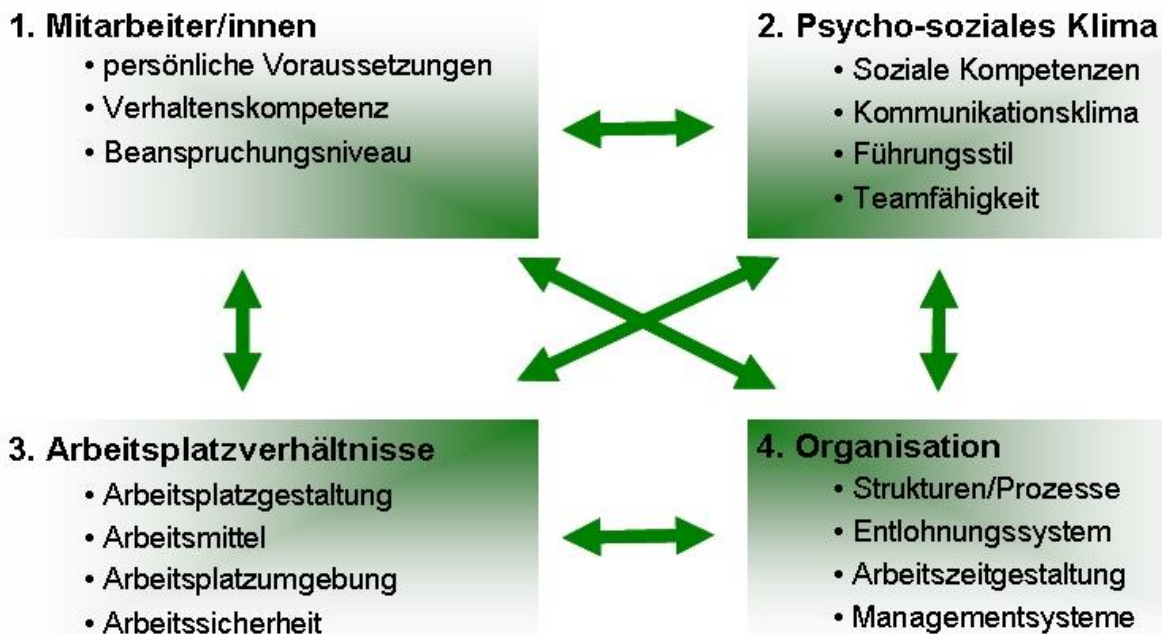 1. Mitarbeiter/innen
• persönliche Voraussetzungen
• Verhaltenskompetenz
• Beanspruchungsniveau
2. Psycho-soziales Klima
• Soziale Kompetenzen
• Kommunikationsklima
• Führungsstil
• Teamfähigkeit
3. Arbeitsplatzverhältnisse
• Arbeitsplatzgestaltung
• Arbeitsmittel
• Arbeitsplatzumgebung
• Arbeitssicherheit
4. Organisation
• Strukturen/Prozesse
• Entlohnungssystem
• Arbeitszeitgestaltung
• Managementsysteme